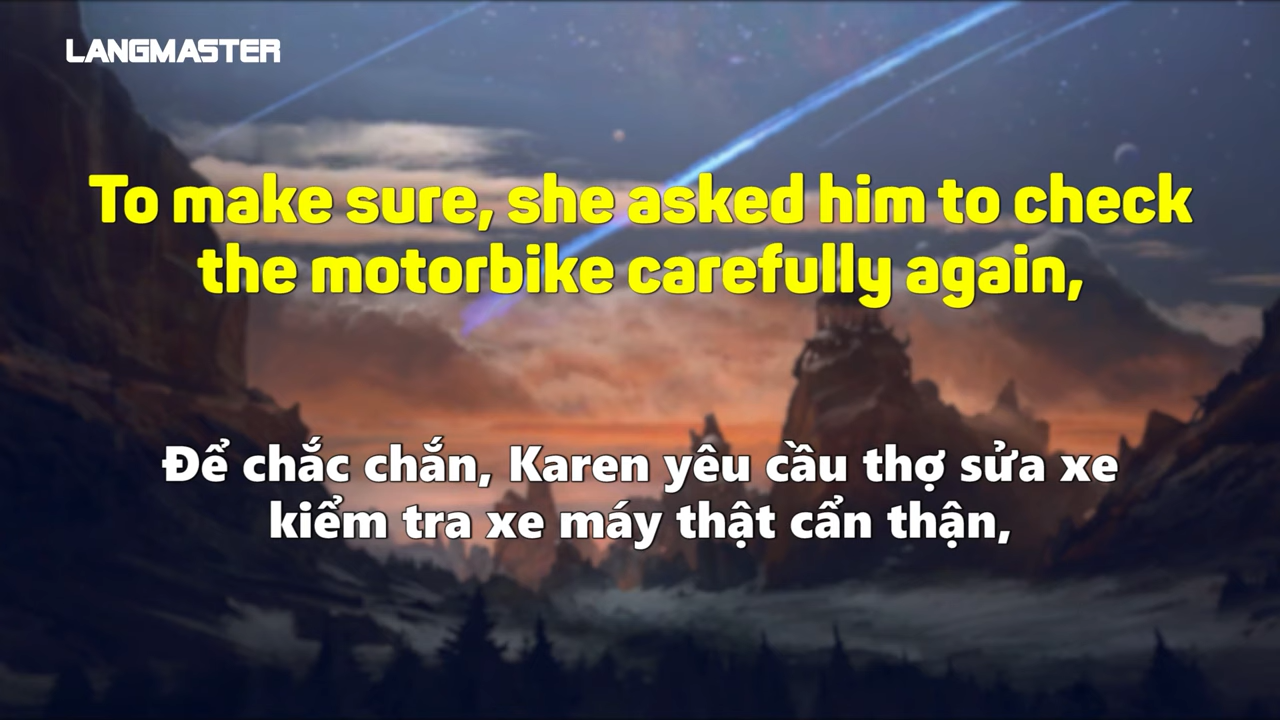 LANGMASTER
To make sure, she asked him to check
the motorbike carefully again,
Để chắc chắn, Karen yêu cầu thợ sửa xe
kiểm tra xe máy thật cẩn thận,